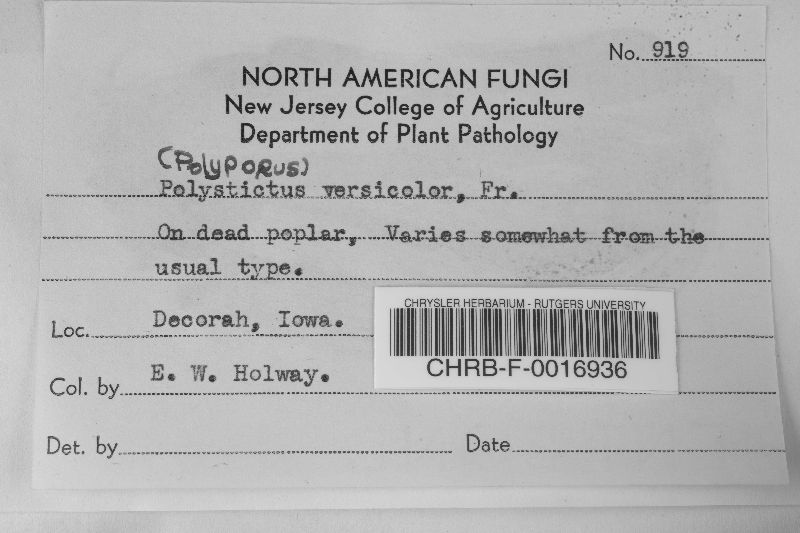 No. 919
NORTH AMERICAN FUNGI
New Jersey College of Agriculture
Department of Plant Pathology
(POLYPORUS)
Polystictus versicolor, Fr.
On dead poplar, Varies somewhat from the
usual type.
Loc. Decorah, Iowa.
CHRYSLER HERBARIUM - RUTGERS UNIVERSITY
CHRB-F-0016936
Col. by E. W. Holway.
Det. by
Date